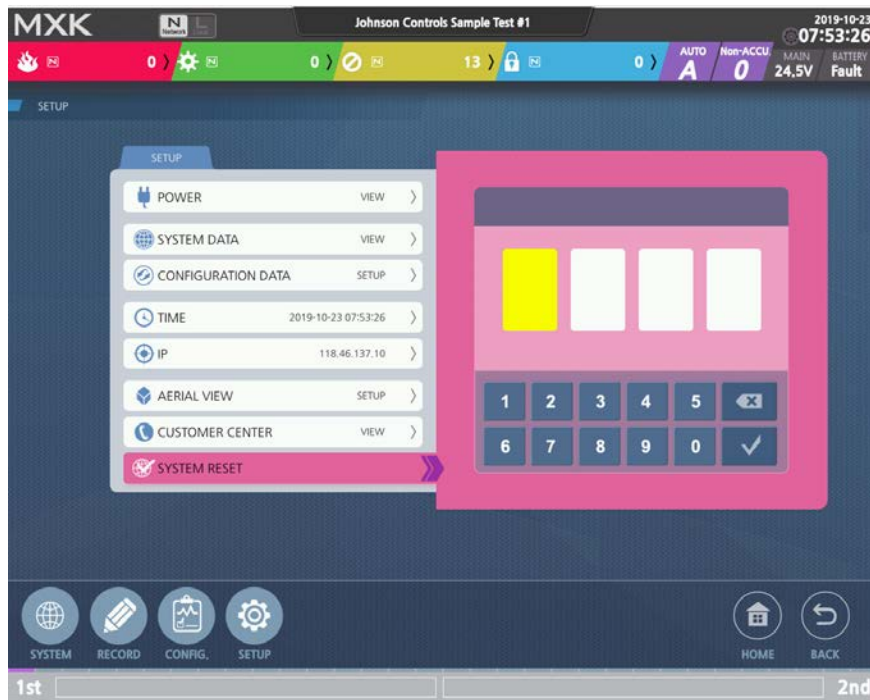 MXK
N
Network
L
Johnson Controls Sample Test #1
2019-10-23
07:53:26
N 0
N 0
N 13
N 0
AUTO
A
Non-ACCU.
0
MAIN
24.5V
BATTERY
Fault
SETUP
SETUP
POWER VIEW
SYSTEM DATA VIEW
CONFIGURATION DATA SETUP
TIME 2019-10-23 07:53:26
IP 118.46.137.10
AERIAL VIEW SETUP
CUSTOMER CENTER VIEW
SYSTEM RESET
1 2 3 4 5
6 7 8 9 0
SYSTEM RECORD CONFIG. SETUP HOME BACK
1st 2nd